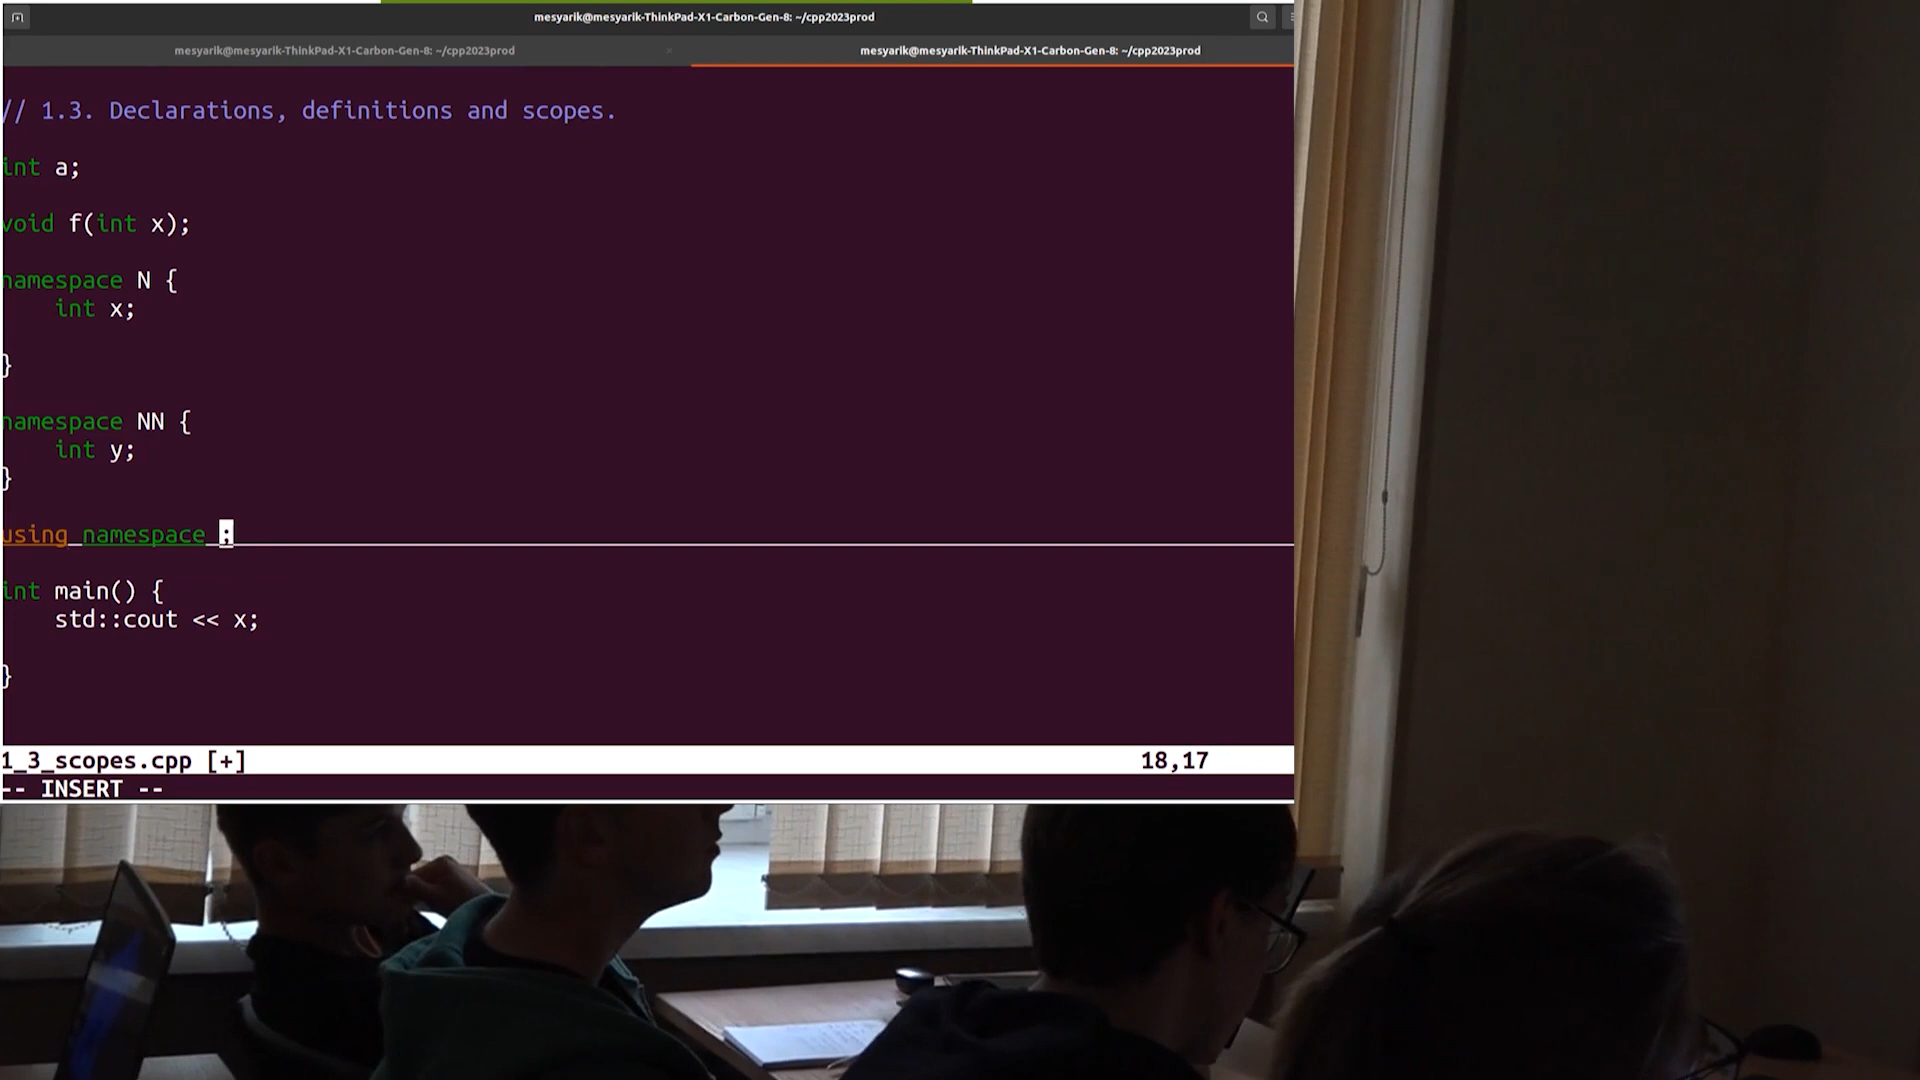 mesyarik@mesyarik-ThinkPad-X1-Carbon-Gen-8: ~/cpp2023prod
mesyarik@mesyarik-ThinkPad-X1-Carbon-Gen-8: ~/cpp2023prod × mesyarik@mesyarik-ThinkPad-X1-Carbon-Gen-8: ~/cpp2023prod
// 1.3. Declarations, definitions and scopes.
int a;
void f(int x);
namespace N {
int x;
}
namespace NN {
int y;
}
using namespace ;
int main() {
std::cout << x;
}
1_3_scopes.cpp [+] 18,17
-- INSERT --